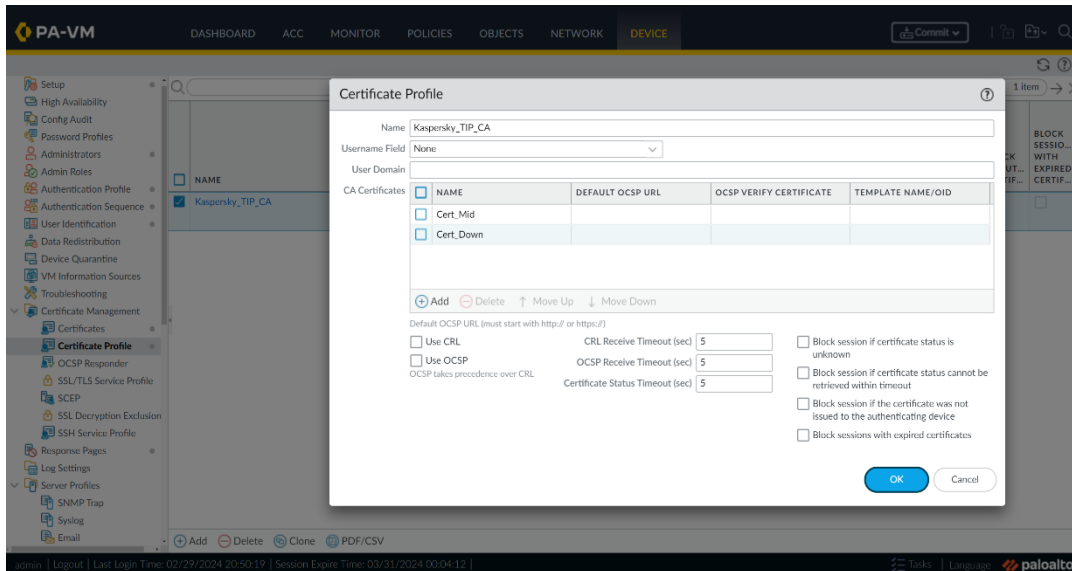 PA-VM
DASHBOARD ACC MONITOR POLICIES OBJECTS NETWORK DEVICE
Commit
Setup
High Availability
Config Audit
Password Profiles
Administrators
Admin Roles
Authentication Profile
Authentication Sequence
User Identification
Data Redistribution
Device Quarantine
VM Information Sources
Troubleshooting
Certificate Management
Certificates
Certificate Profile
OCSP Responder
SSL/TLS Service Profile
SCEP
SSL Decryption Exclusion
SSH Service Profile
Response Pages
Log Settings
Server Profiles
SNMP Trap
Syslog
Email
1 item
NAME
BLOCK
SESSIO...
WITH
EXPIRED
CERTIF...
Kaspersky_TIP_CA
Certificate Profile
Name Kaspersky_TIP_CA
Username Field None
User Domain
CA Certificates
NAME DEFAULT OCSP URL OCSP VERIFY CERTIFICATE TEMPLATE NAME/OID
Cert_Mid
Cert_Down
Add Delete Move Up Move Down
Default OCSP URL (must start with http:// or https://)
Use CRL
Use OCSP
OCSP takes precedence over CRL
CRL Receive Timeout (sec) 5
OCSP Receive Timeout (sec) 5
Certificate Status Timeout (sec) 5
Block session if certificate status is
unknown
Block session if certificate status cannot be
retrieved within timeout
Block session if the certificate was not
issued to the authenticating device
Block sessions with expired certificates
OK Cancel
Add Delete Clone PDF/CSV
admin | Logout | Last Login Time: 02/29/2024 20:50:19 | Session Expire Time: 03/31/2024 00:04:12 |
Tasks | Language paloalto